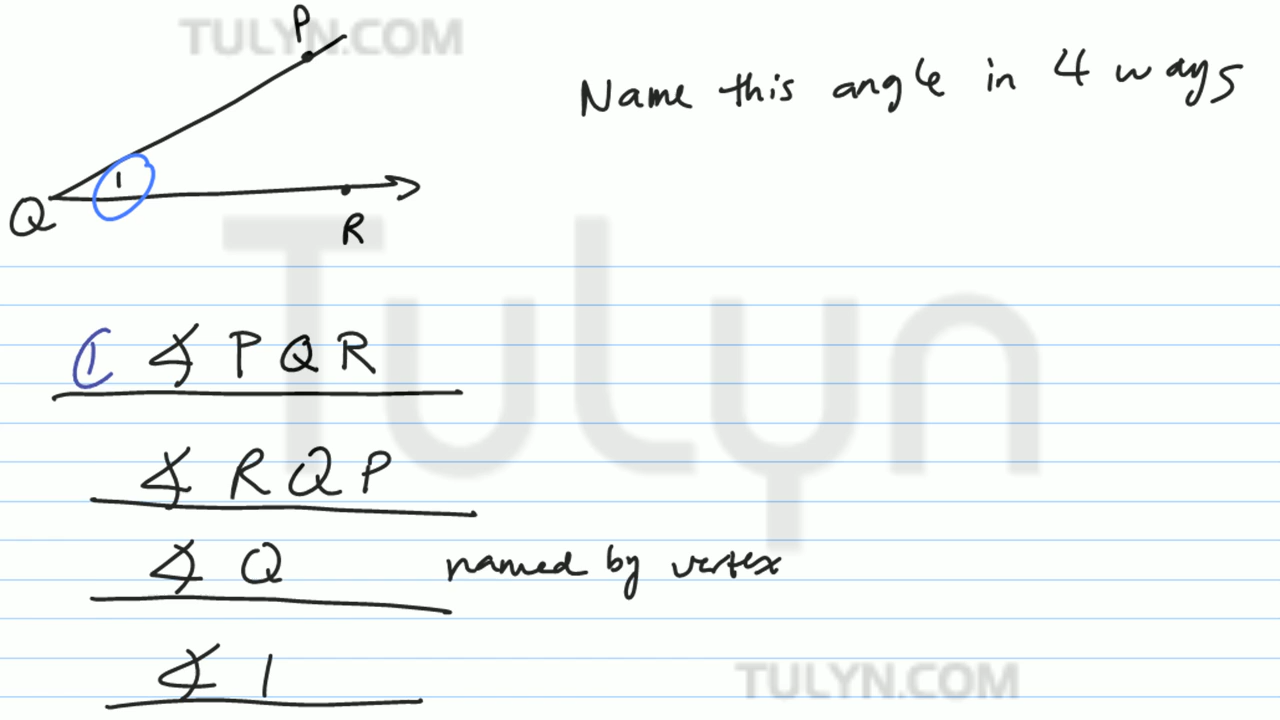 TULYN.COM
P
Name this angle in 4 ways
1
Q
R
Tulyn
① ∡ P Q R
∡ R Q P
∡ Q named by vertex
∡ 1
TULYN.COM